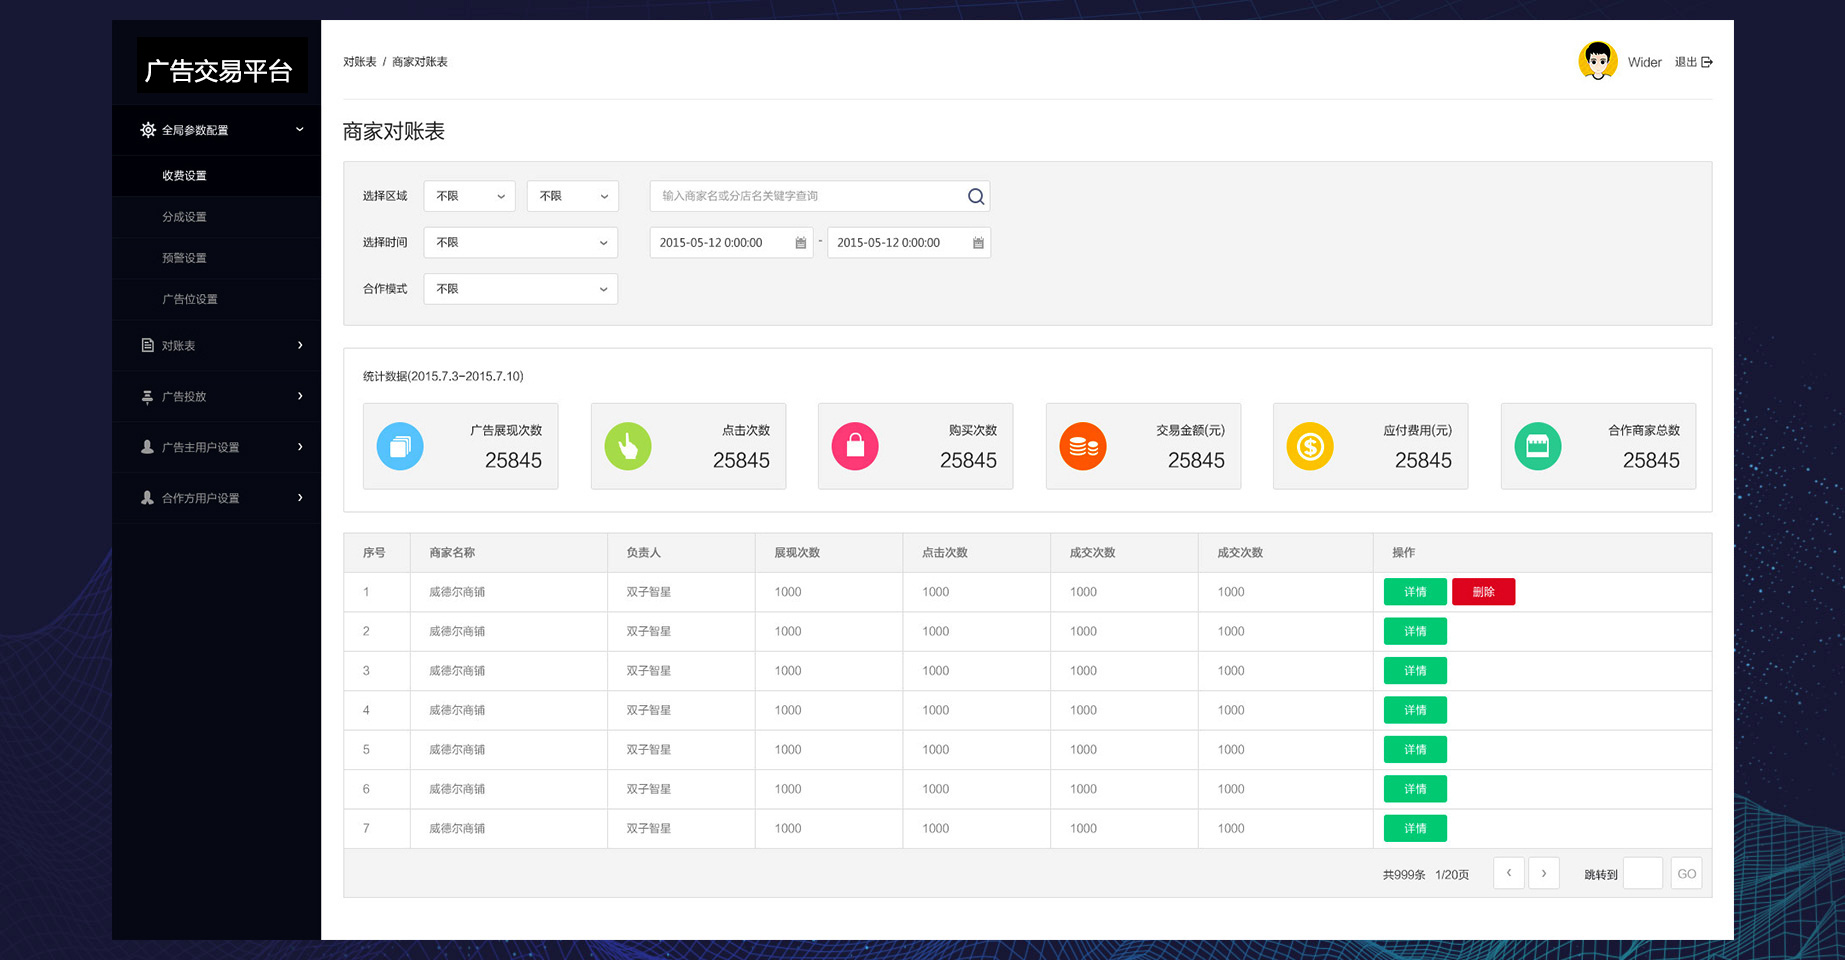 广告交易平台
全局参数配置
收费设置
分成设置
预警设置
广告位设置
对账表
广告投放
广告主用户设置
合作方用户设置
对账表 / 商家对账表
Wider 退出
商家对账表
选择区域 不限 不限 输入商家名或分店名关键字查询
选择时间 不限 2015-05-12 0:00:00 - 2015-05-12 0:00:00
合作模式 不限
统计数据(2015.7.3-2015.7.10)
广告展现次数 点击次数 购买次数 交易金额(元) 应付费用(元) 合作商家总数
25845 25845 25845 25845 25845 25845
序号 商家名称 负责人 展现次数 点击次数 成交次数 成交次数 操作
1 威德尔商铺 双子智星 1000 1000 1000 1000 详情 删除
2 威德尔商铺 双子智星 1000 1000 1000 1000 详情
3 威德尔商铺 双子智星 1000 1000 1000 1000 详情
4 威德尔商铺 双子智星 1000 1000 1000 1000 详情
5 威德尔商铺 双子智星 1000 1000 1000 1000 详情
6 威德尔商铺 双子智星 1000 1000 1000 1000 详情
7 威德尔商铺 双子智星 1000 1000 1000 1000 详情
共999条 1/20页 跳转到 GO